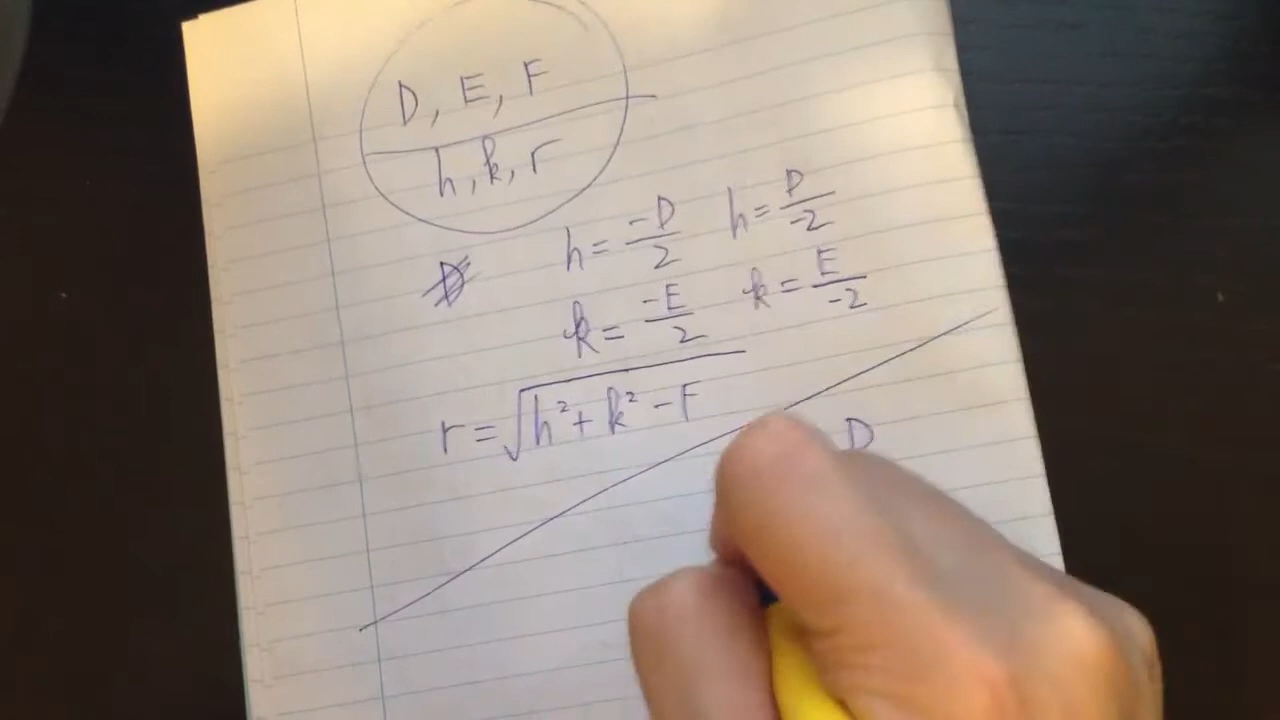 D, E, F
h, k, r
h = -D/2 h = D/-2
k = -E/2 k = E/-2
r = √(h² + k² - F)
D